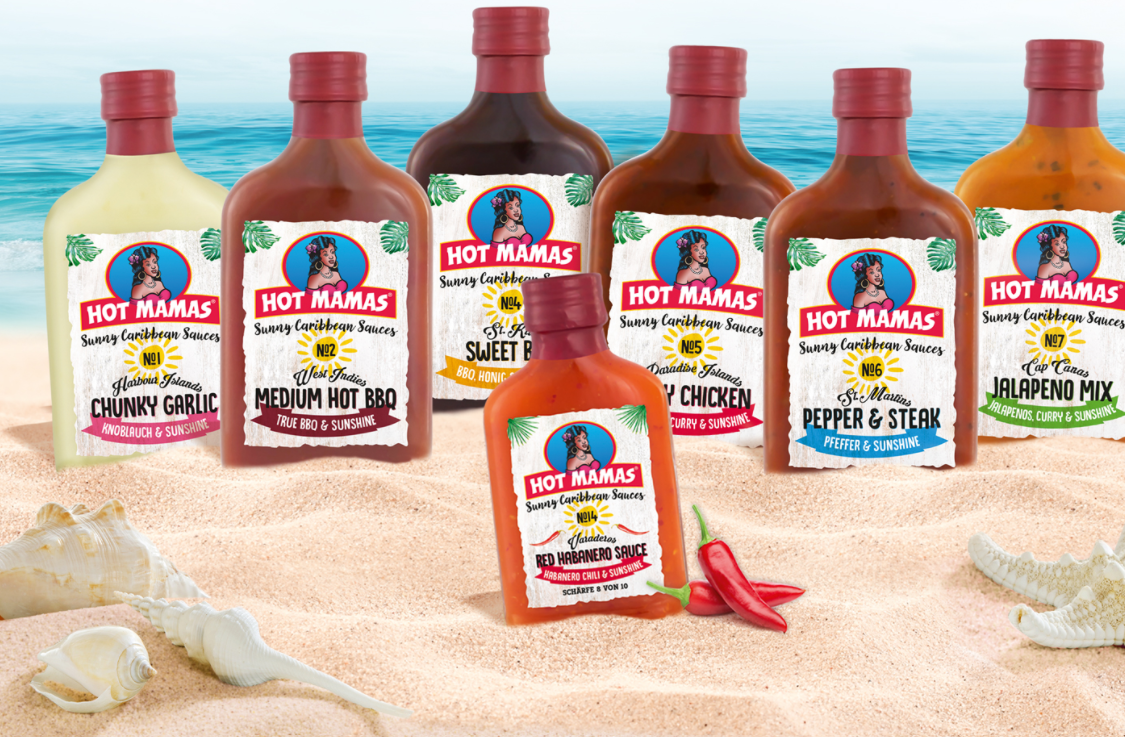 HOT MAMAS®
Sunny Caribbean Sauces
№1
Harbour Islands
CHUNKY GARLIC
KNOBLAUCH & SUNSHINE
HOT MAMAS®
Sunny Caribbean Sauces
№2
West Indies
MEDIUM HOT BBQ
TRUE BBQ & SUNSHINE
HOT MAMAS®
Sunny Caribbean
№4
St.
SWEET
BBQ, HONIG
HOT MAMAS®
Sunny Caribbean Sauces
№5
Paradise Islands
CHICKEN
CURRY & SUNSHINE
HOT MAMAS®
Sunny Caribbean Sauces
№6
St. Martins
PEPPER & STEAK
PFEFFER & SUNSHINE
HOT MAMAS®
Sunny Caribbean Sauces
№7
Cap Canas
JALAPENO MIX
JALAPENOS, CURRY & SUNSHINE
HOT MAMAS®
Sunny Caribbean Sauces
№14
Varaderos
RED HABANERO SAUCE
HABANERO CHILI & SUNSHINE
SCHÄRFE 8 VON 10